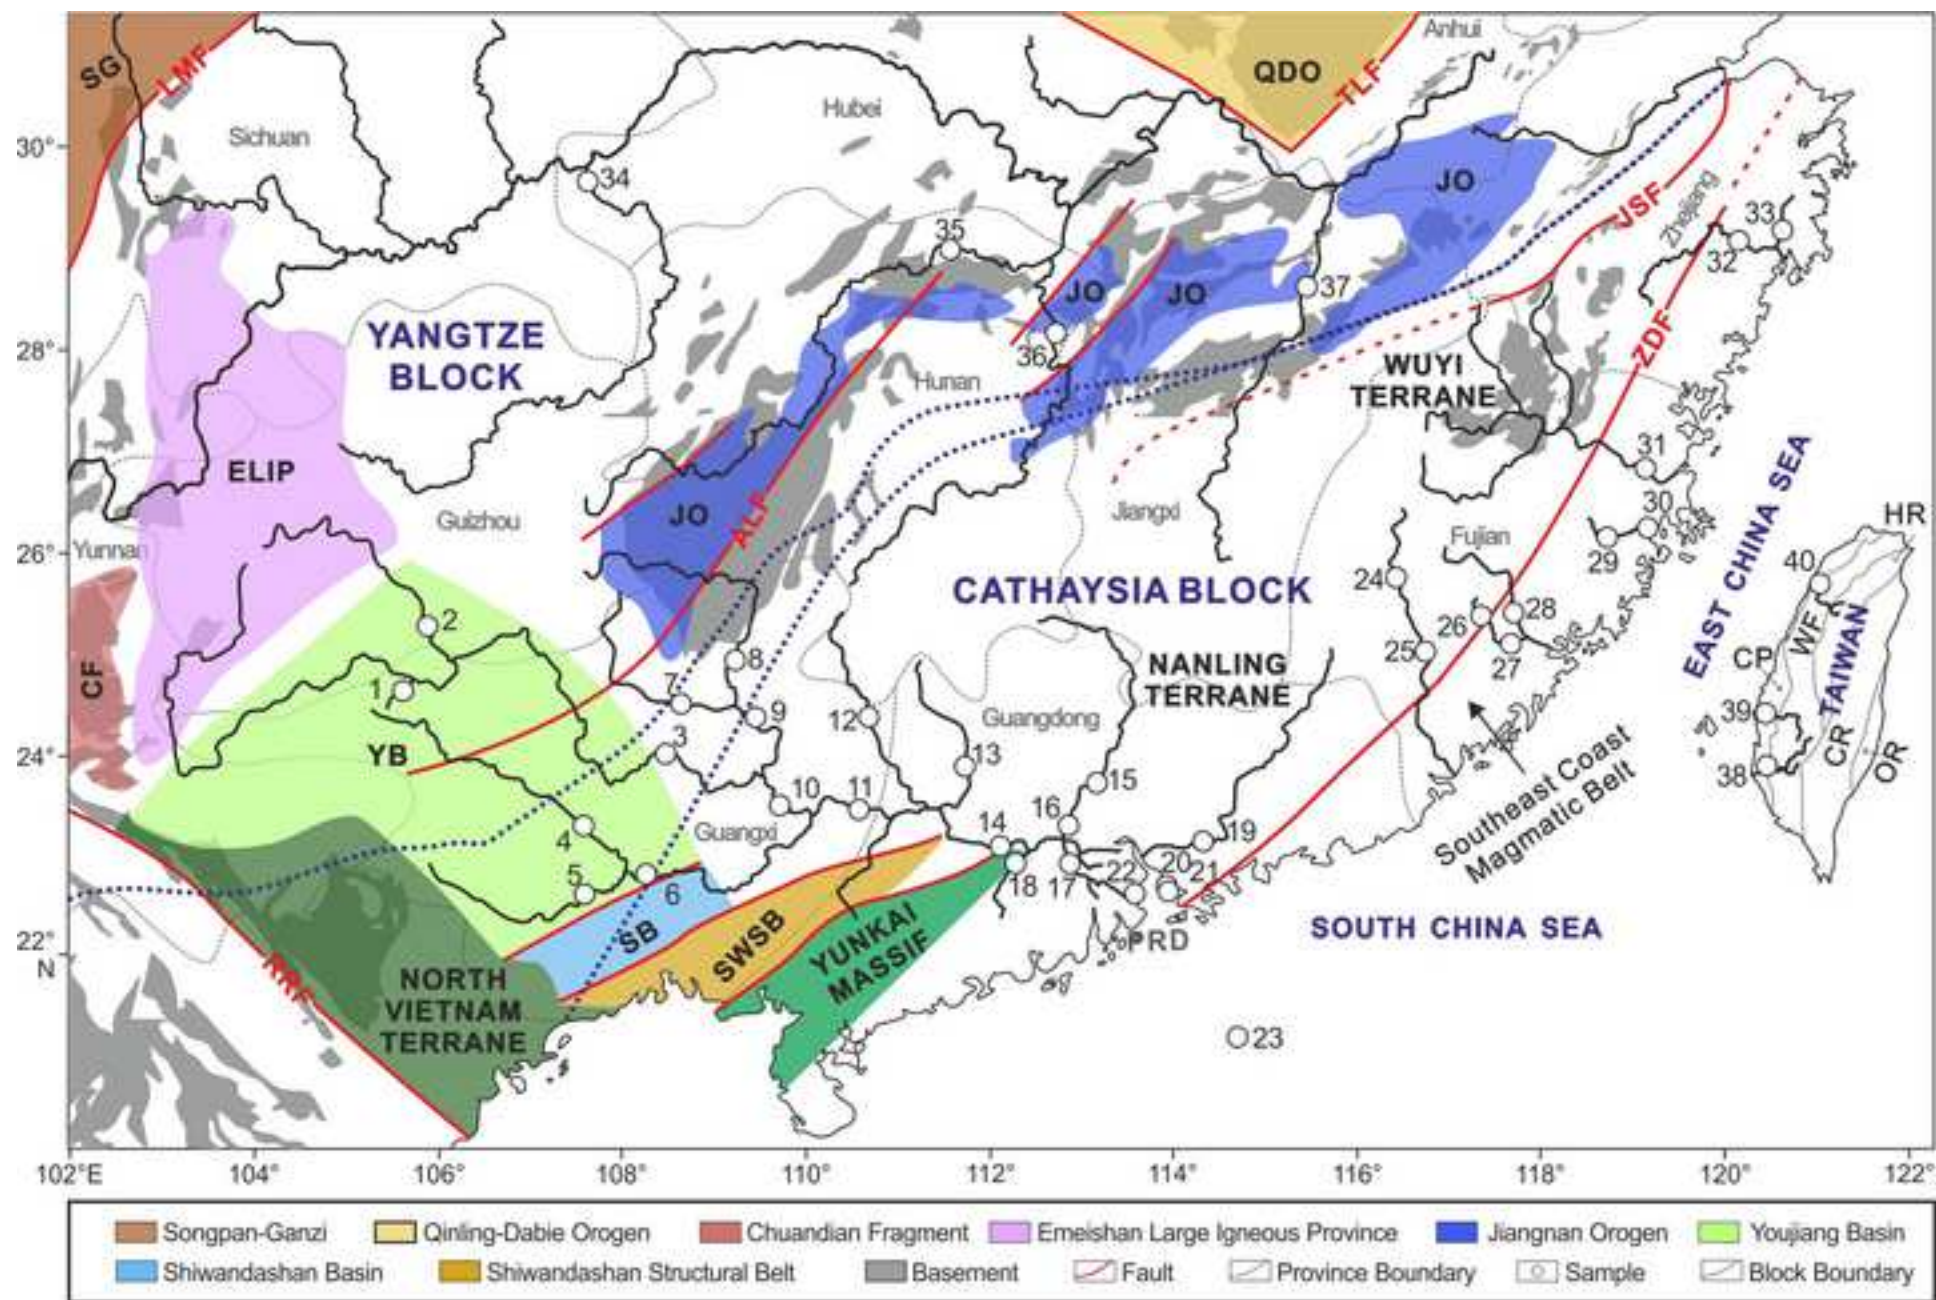 Anhui
SG
LMF
QDO
TLF
Hubei
Sichuan
30°
34
JO
JSF
Zhejiang
33
35
32
JO
JO
37
28°
YANGTZE
BLOCK
36
Hunan
WUYI
TERRANE
ZDF
ELIP
31
EAST CHINA SEA
JO
ALF
Guizhou
Jiangxi
30
HR
Yunnan
26°
Fujian
29
40
CATHAYSIA BLOCK
24
28
26
2
WF
TAIWAN
CF
8
25
27
CP
NANLING
TERRANE
1
7
9
12
Guangdong
39
YB
24°
3
13
CR
OR
38
10
11
15
16
Southeast Coast
Magmatic Belt
4
Guangxi
14
19
5
6
18
17
22
20
21
SB
SWSB
YUNKAI
MASSIF
PRD
SOUTH CHINA SEA
22°
N
RRF
NORTH
VIETNAM
TERRANE
23
102°E 104° 106° 108° 110° 112° 114° 116° 118° 120° 122°
Songpan-Ganzi Qinling-Dabie Orogen Chuandian Fragment Emeishan Large Igneous Province Jiangnan Orogen Youjiang Basin
Shiwandashan Basin Shiwandashan Structural Belt Basement Fault Province Boundary Sample Block Boundary